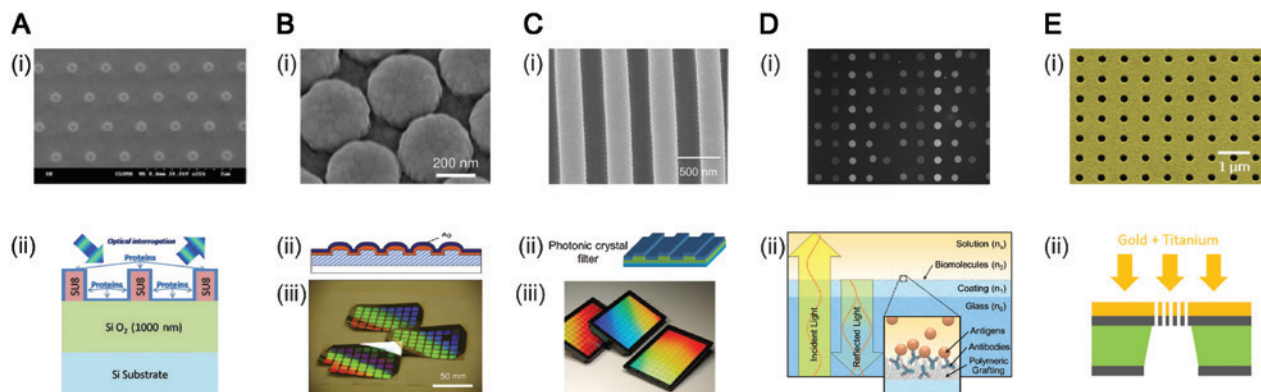 A
B
C
D
E
(i)
(i)
(i)
(i)
(i)
200 nm
500 nm
1 µm
(ii)
Optical interrogation
Proteins
SU8
Proteins
SU8
Proteins
SU8
Si O₂ (1000 nm)
Si Substrate
(ii)
Ag
(iii)
50 mm
(ii)
Photonic crystal
filter
(iii)
(ii)
Solution (nₛ)
Biomolecules (n₂)
Coating (n₁)
Glass (n₀)
Incident Light
Reflected Light
Antigens
Antibodies
Polymeric
Grafting
(ii)
Gold + Titanium